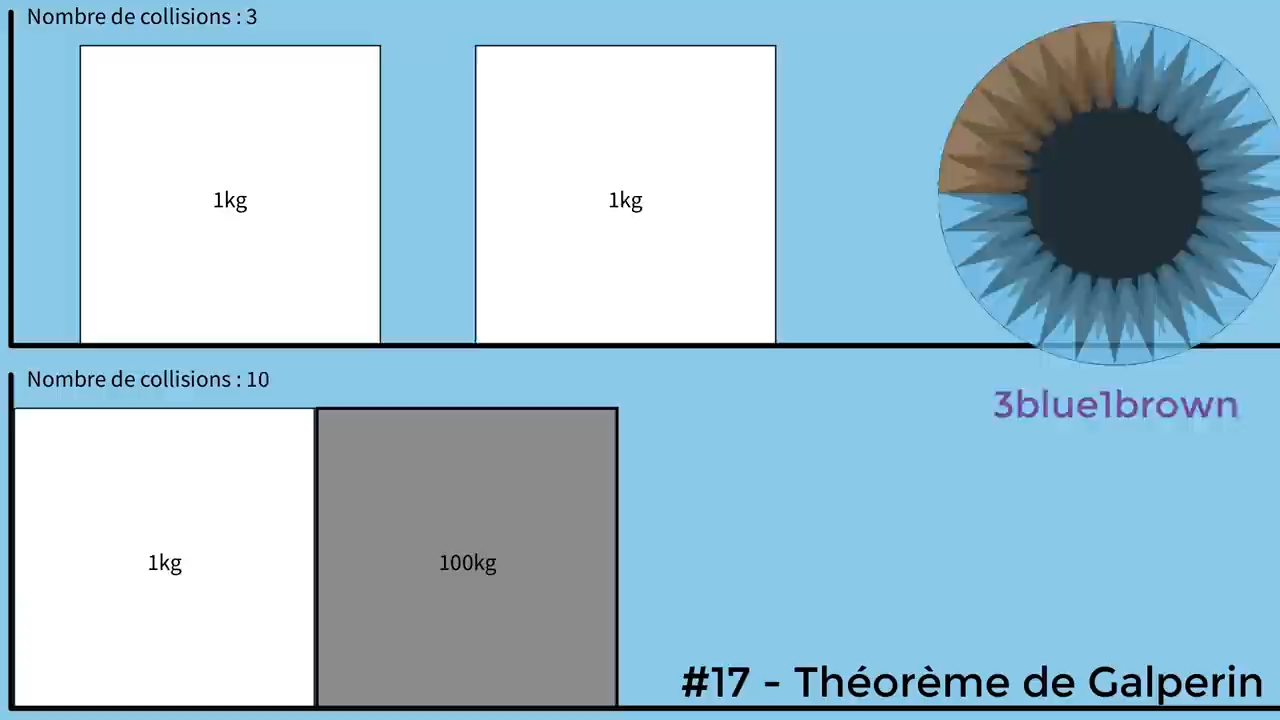 Nombre de collisions : 3
1kg
1kg
3blue1brown
Nombre de collisions : 10
1kg
100kg
#17 - Théorème de Galperin